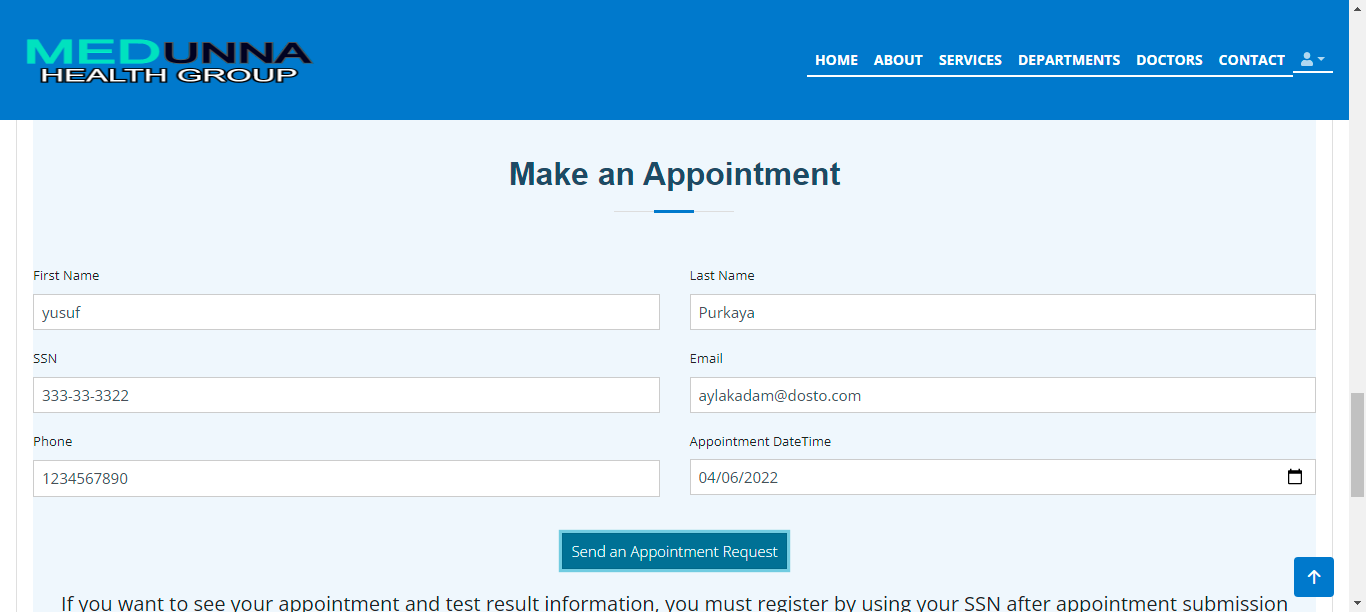 MEDUNNA
HEALTH GROUP
HOME ABOUT SERVICES DEPARTMENTS DOCTORS CONTACT
Make an Appointment
First Name
yusuf
Last Name
Purkaya
SSN
333-33-3322
Email
aylakadam@dosto.com
Phone
1234567890
Appointment DateTime
04/06/2022
Send an Appointment Request
If you want to see your appointment and test result information, you must register by using your SSN after appointment submission